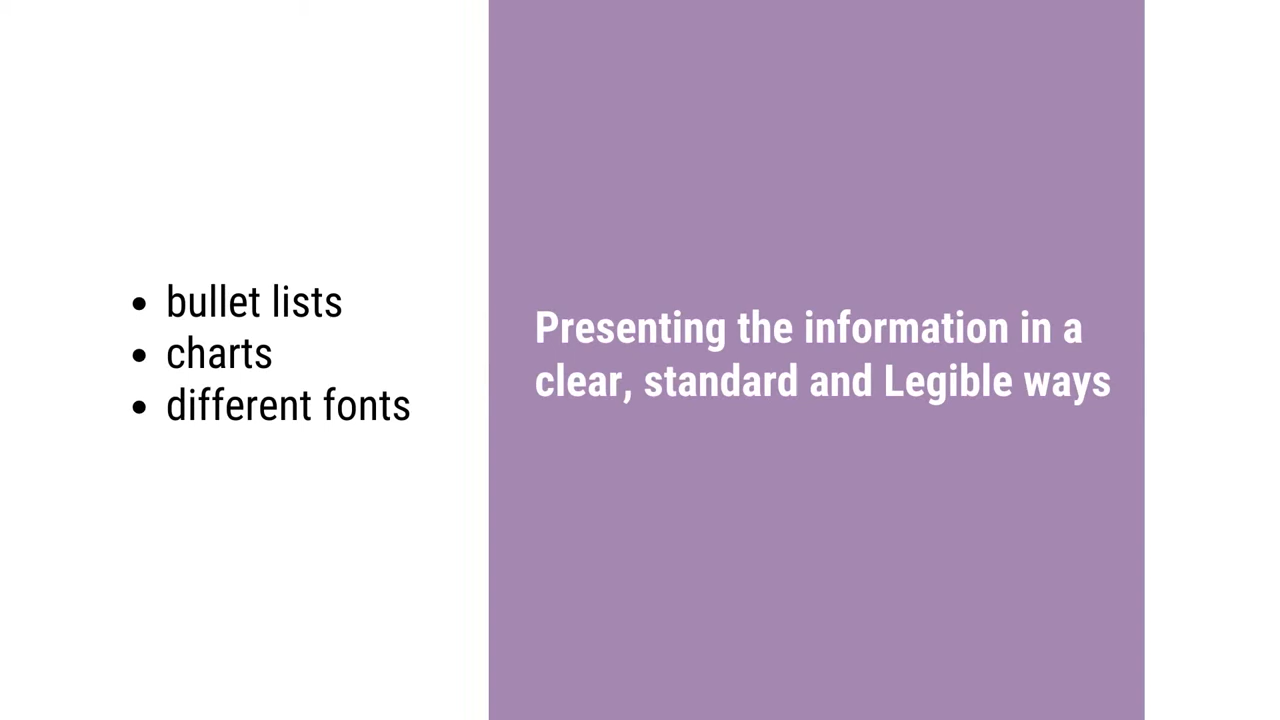 • bullet lists
• charts
• different fonts
Presenting the information in a
clear, standard and Legible ways